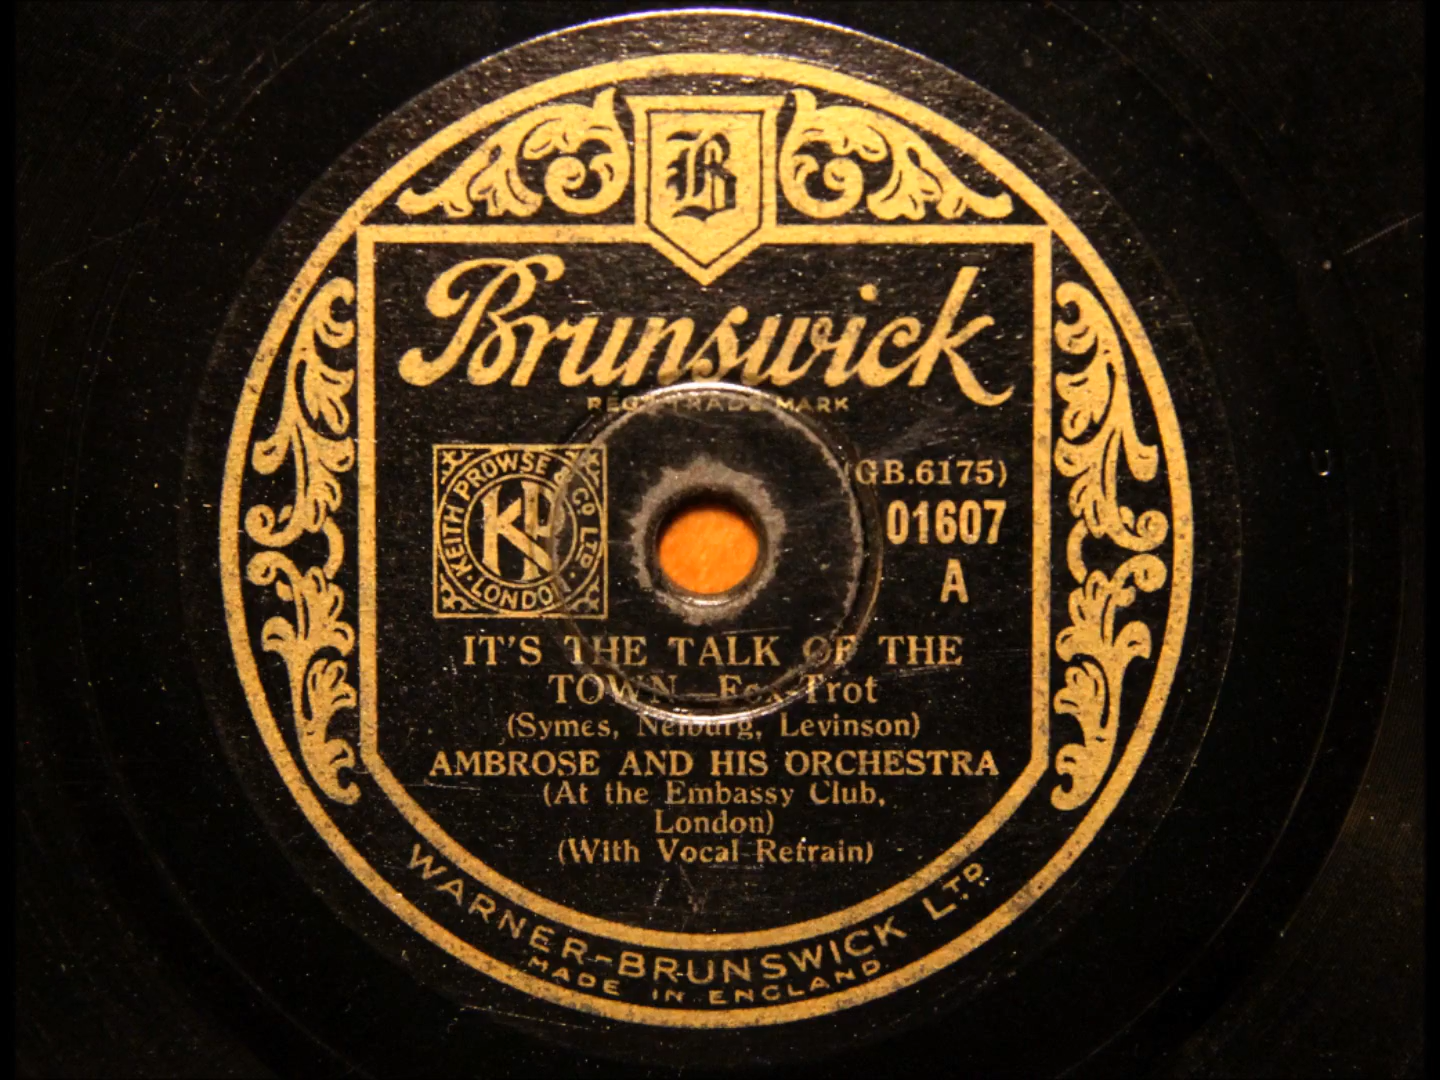 B
Brunswick
REGD TRADE MARK
KEITH PROWSE & CO LTD.
KP
LONDON
(GB.6175)
01607
A
IT'S THE TALK OF THE
TOWN—Fox-Trot
(Symes, Neiburg, Levinson)
AMBROSE AND HIS ORCHESTRA
(At the Embassy Club,
London)
(With Vocal Refrain)
WARNER-BRUNSWICK LTD.
MADE IN ENGLAND.